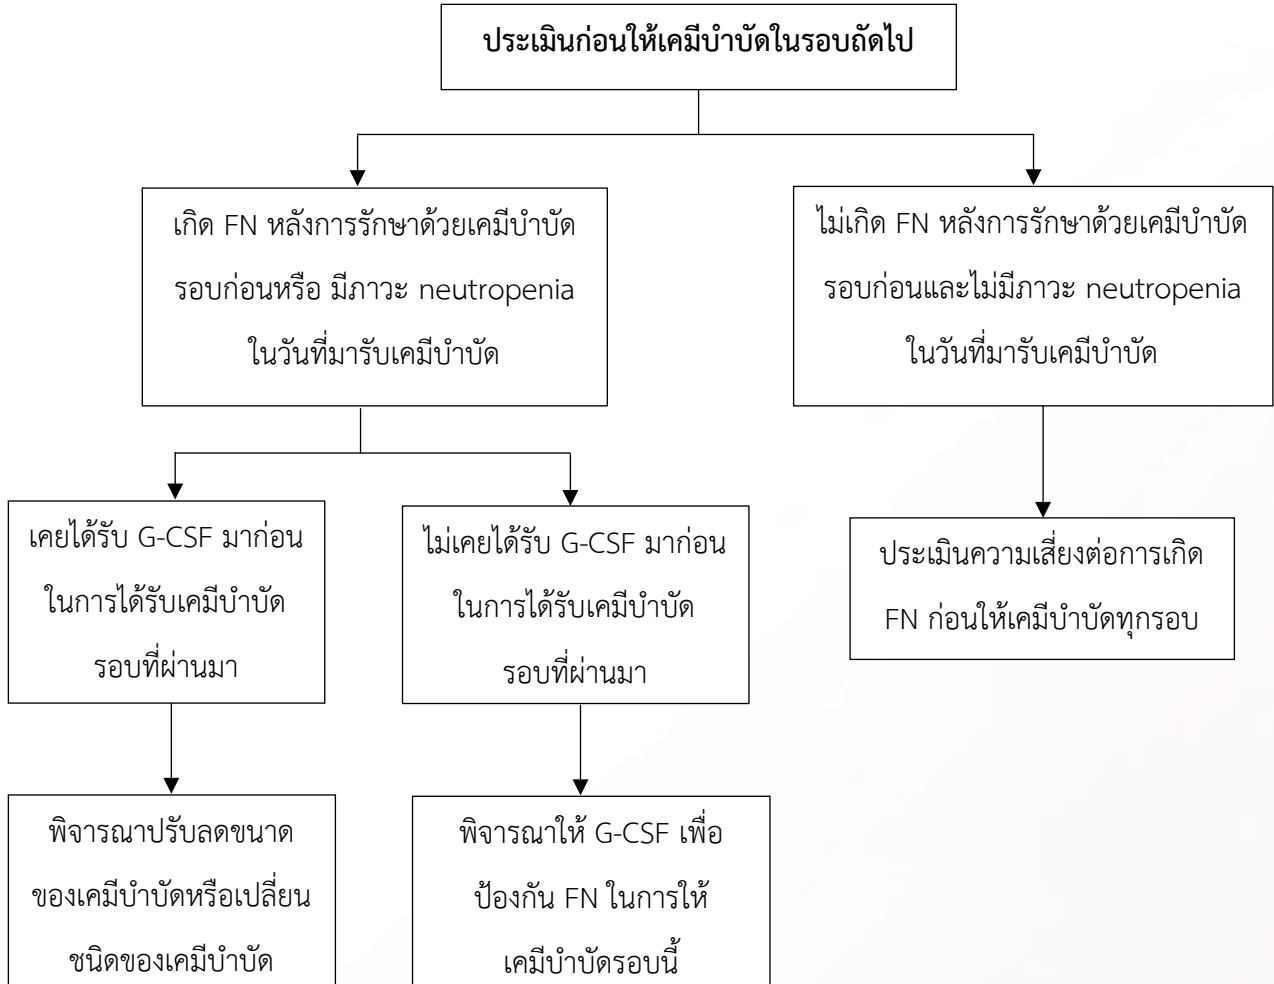 ประเมินก่อนให้เคมีบำบัดในรอบถัดไป
เกิด FN หลังการรักษาด้วยเคมีบำบัด
รอบก่อนหรือ มีภาวะ neutropenia
ในวันที่มารับเคมีบำบัด
ไม่เกิด FN หลังการรักษาด้วยเคมีบำบัด
รอบก่อนและไม่มีภาวะ neutropenia
ในวันที่มารับเคมีบำบัด
เคยได้รับ G-CSF มาก่อน
ในการได้รับเคมีบำบัด
รอบที่ผ่านมา
ไม่เคยได้รับ G-CSF มาก่อน
ในการได้รับเคมีบำบัด
รอบที่ผ่านมา
ประเมินความเสี่ยงต่อการเกิด
FN ก่อนให้เคมีบำบัดทุกรอบ
พิจารณาปรับลดขนาด
ของเคมีบำบัดหรือเปลี่ยน
ชนิดของเคมีบำบัด
พิจารณาให้ G-CSF เพื่อ
ป้องกัน FN ในการให้
เคมีบำบัดรอบนี้